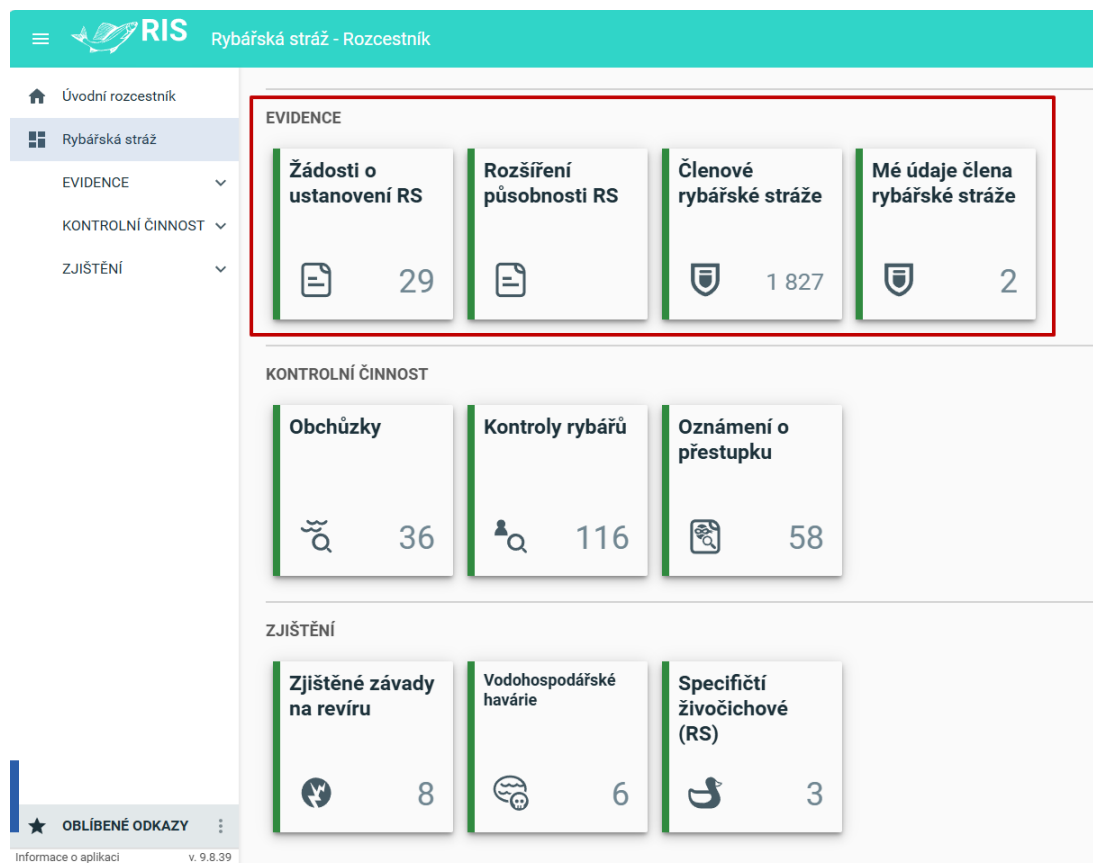 RIS
Rybářská stráž - Rozcestník
Úvodní rozcestník
Rybářská stráž
EVIDENCE
KONTROLNÍ ČINNOST
ZJIŠTĚNÍ
OBLÍBENÉ ODKAZY
Informace o aplikaci
v. 9.8.39
EVIDENCE
Žádosti o
ustanovení RS
29
Rozšíření
působnosti RS
Členové
rybářské stráže
1 827
Mé údaje člena
rybářské stráže
2
KONTROLNÍ ČINNOST
Obchůzky
36
Kontroly rybářů
116
Oznámení o
přestupku
58
ZJIŠTĚNÍ
Zjištěné závady
na revíru
8
Vodohospodářské
havárie
6
Specifičtí
živočichové
(RS)
3